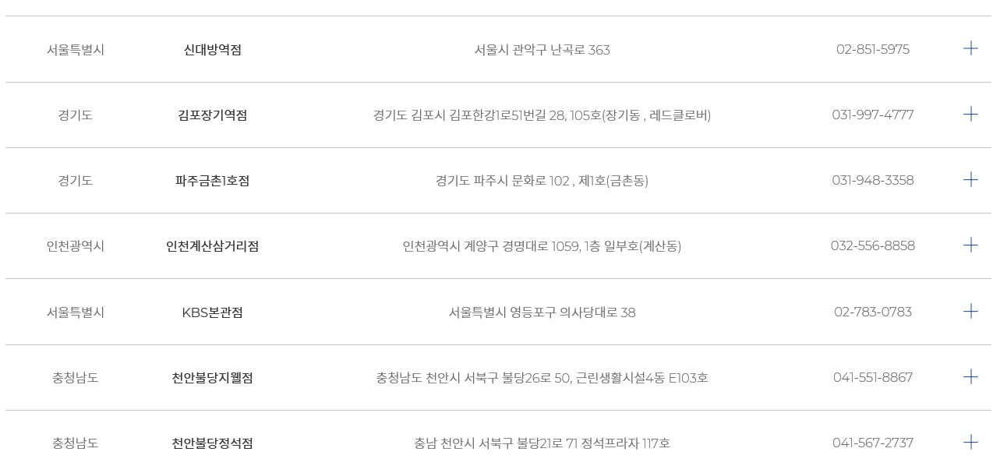 서울특별시 신대방역점 서울시 관악구 난곡로 363 02-851-5975
경기도 김포장기역점 경기도 김포시 김포한강1로51번길 28, 105호(장기동 , 레드클로버) 031-997-4777
경기도 파주금촌1호점 경기도 파주시 문화로 102 , 제1호(금촌동) 031-948-3358
인천광역시 인천계산삼거리점 인천광역시 계양구 경명대로 1059, 1층 일부호(계산동) 032-556-8858
서울특별시 KBS본관점 서울특별시 영등포구 의사당대로 38 02-783-0783
충청남도 천안불당지웰점 충청남도 천안시 서북구 불당26로 50, 근린생활시설4동 E103호 041-551-8867
충청남도 천안불당정석점 충남 천안시 서북구 불당21로 71 정석프라자 117호 041-567-2737